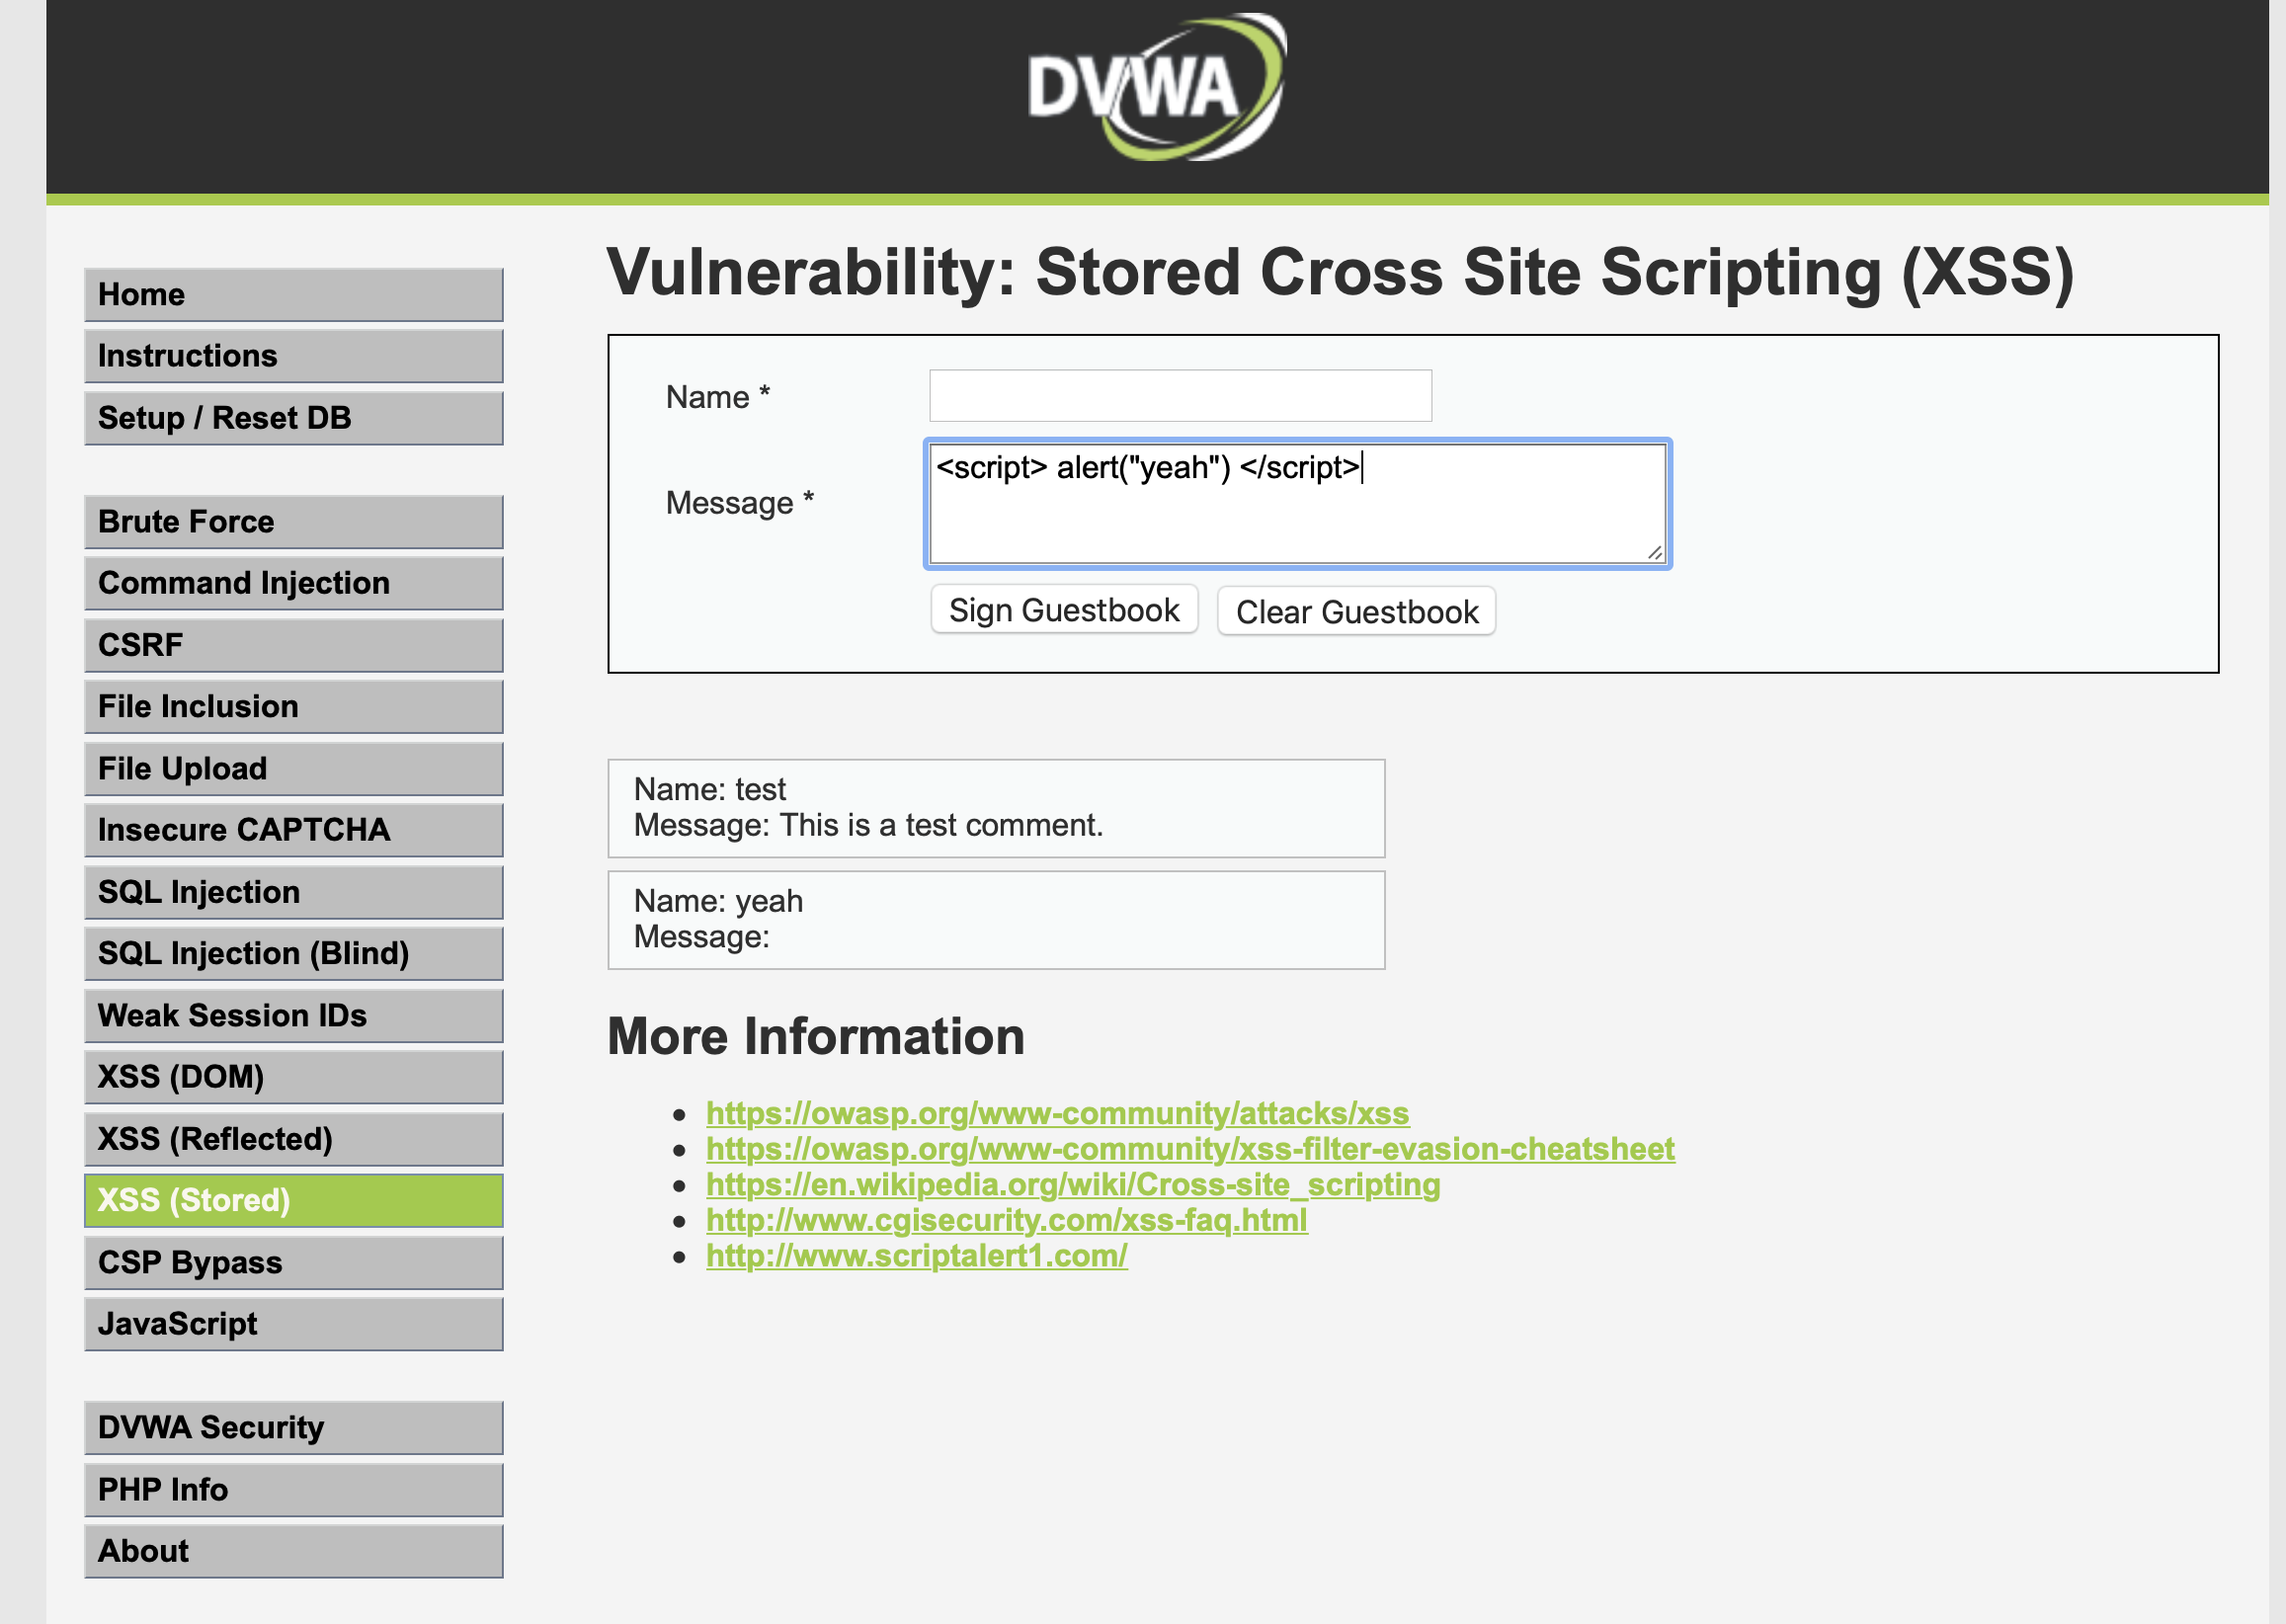 DVWA
Home
Instructions
Setup / Reset DB
Brute Force
Command Injection
CSRF
File Inclusion
File Upload
Insecure CAPTCHA
SQL Injection
SQL Injection (Blind)
Weak Session IDs
XSS (DOM)
XSS (Reflected)
XSS (Stored)
CSP Bypass
JavaScript
DVWA Security
PHP Info
About
Vulnerability: Stored Cross Site Scripting (XSS)
Name *
Message *
<script> alert("yeah") </script>
Sign Guestbook Clear Guestbook
Name: test
Message: This is a test comment.
Name: yeah
Message:
More Information
https://owasp.org/www-community/attacks/xss
https://owasp.org/www-community/xss-filter-evasion-cheatsheet
https://en.wikipedia.org/wiki/Cross-site_scripting
http://www.cgisecurity.com/xss-faq.html
http://www.scriptalert1.com/